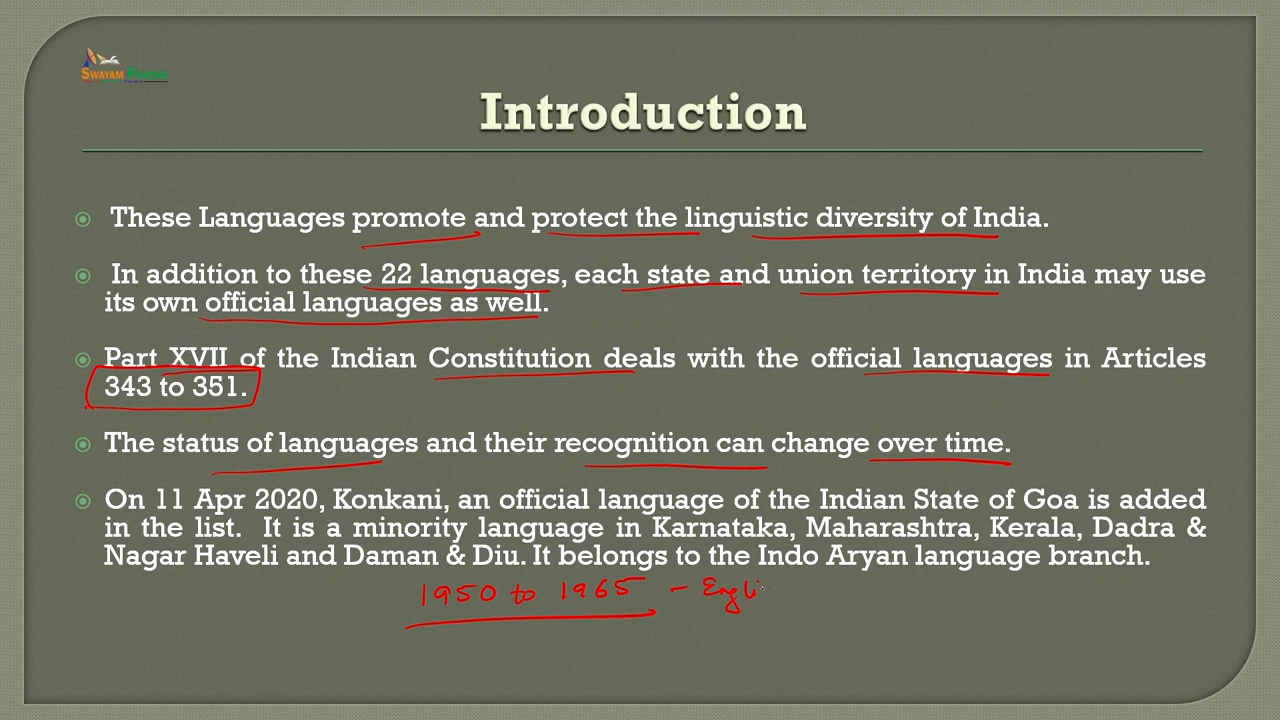 SWAYAM PRABHA
Introduction
These Languages promote and protect the linguistic diversity of India.
In addition to these 22 languages, each state and union territory in India may use
its own official languages as well.
Part XVII of the Indian Constitution deals with the official languages in Articles
343 to 351.
The status of languages and their recognition can change over time.
On 11 Apr 2020, Konkani, an official language of the Indian State of Goa is added
in the list. It is a minority language in Karnataka, Maharashtra, Kerala, Dadra &
Nagar Haveli and Daman & Diu. It belongs to the Indo Aryan language branch.
1950 to 1965 - Engli